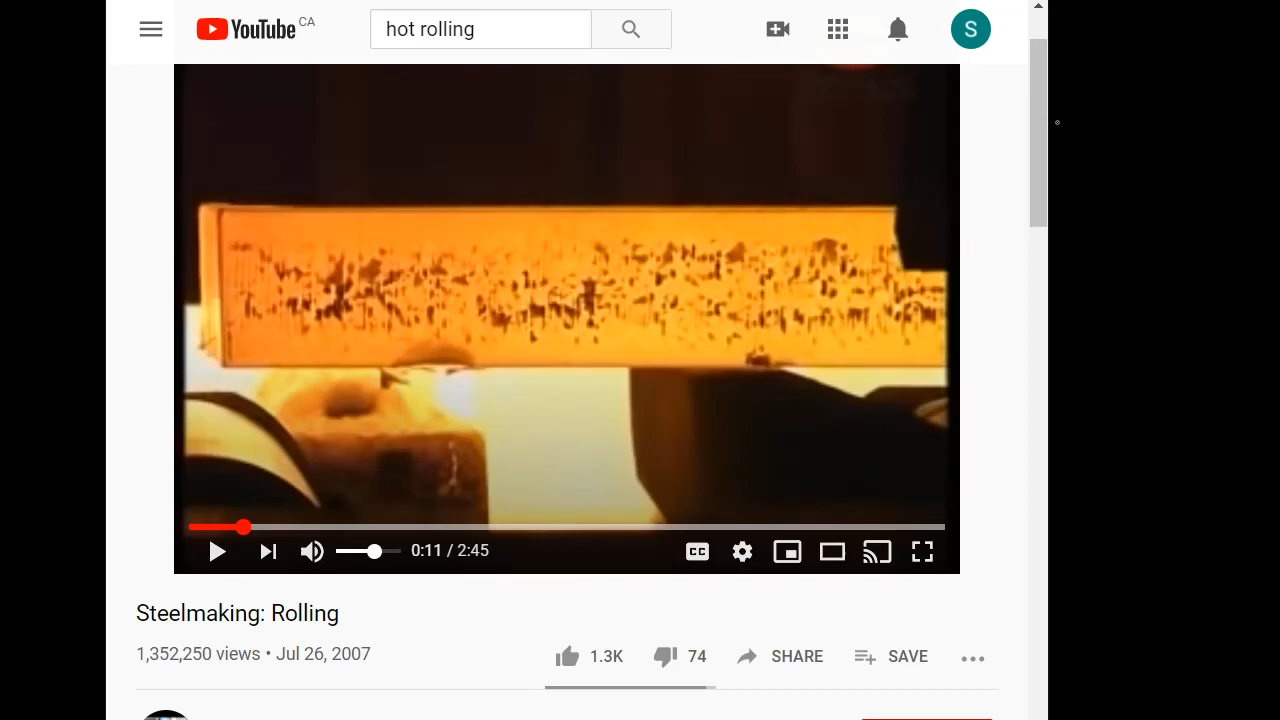 YouTube CA
hot rolling
S
0:11 / 2:45
CC
Steelmaking: Rolling
1,352,250 views • Jul 26, 2007
1.3K
74
SHARE
SAVE